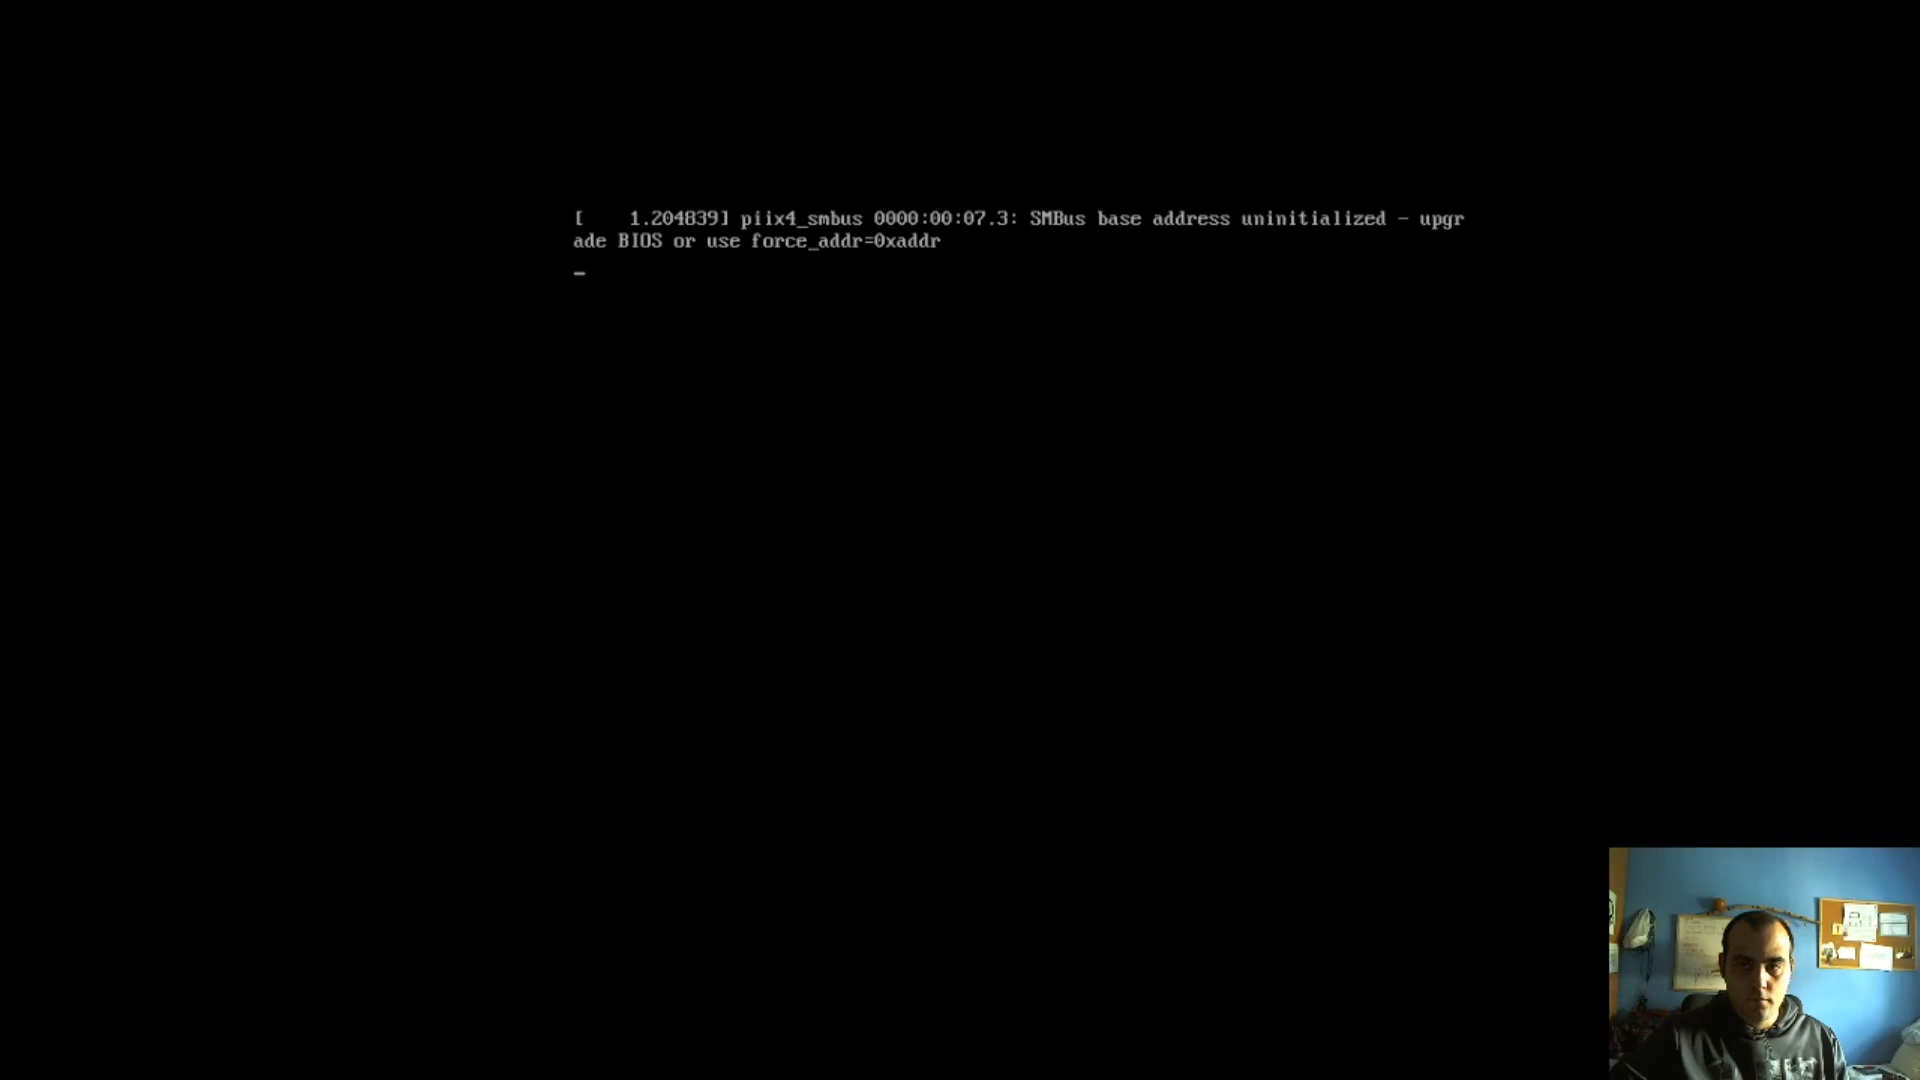 [    1.204839] piix4_smbus 0000:00:07.3: SMBus base address uninitialized - upgr
ade BIOS or use force_addr=0xaddr
_